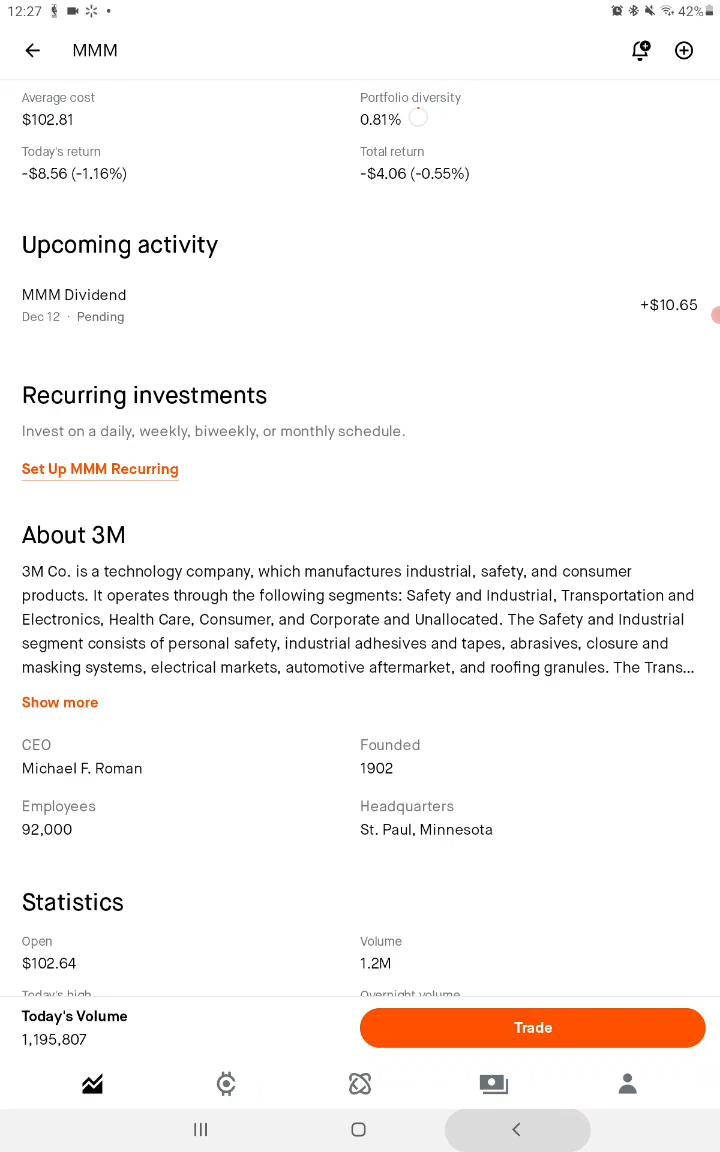 12:27 42%
MMM
Average cost
Portfolio diversity
$102.81
0.81%
Today's return
Total return
-$8.56 (-1.16%)
-$4.06 (-0.55%)
Upcoming activity
MMM Dividend
+$10.65
Dec 12 · Pending
Recurring investments
Invest on a daily, weekly, biweekly, or monthly schedule.
Set Up MMM Recurring
About 3M
3M Co. is a technology company, which manufactures industrial, safety, and consumer
products. It operates through the following segments: Safety and Industrial, Transportation and
Electronics, Health Care, Consumer, and Corporate and Unallocated. The Safety and Industrial
segment consists of personal safety, industrial adhesives and tapes, abrasives, closure and
masking systems, electrical markets, automotive aftermarket, and roofing granules. The Trans...
Show more
CEO
Founded
Michael F. Roman
1902
Employees
Headquarters
92,000
St. Paul, Minnesota
Statistics
Open
Volume
$102.64
1.2M
Today's high
Overnight volume
Today's Volume
1,195,807
Trade